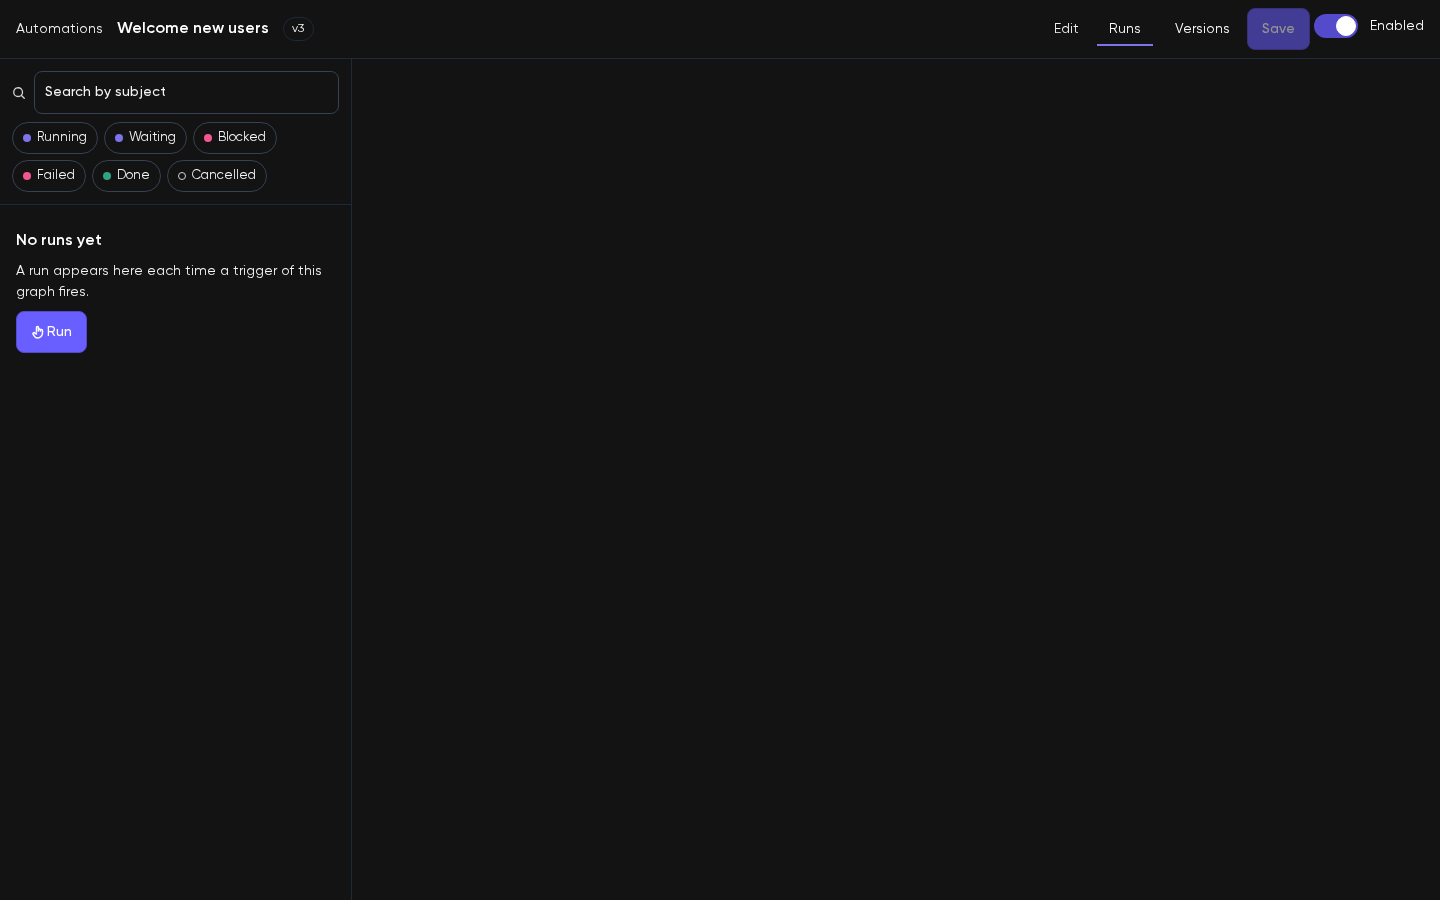 Automations Welcome new users v3 Edit Runs Versions Save Enabled
Search by subject
Running Waiting Blocked
Failed Done Cancelled
No runs yet
A run appears here each time a trigger of this
graph fires.
Run